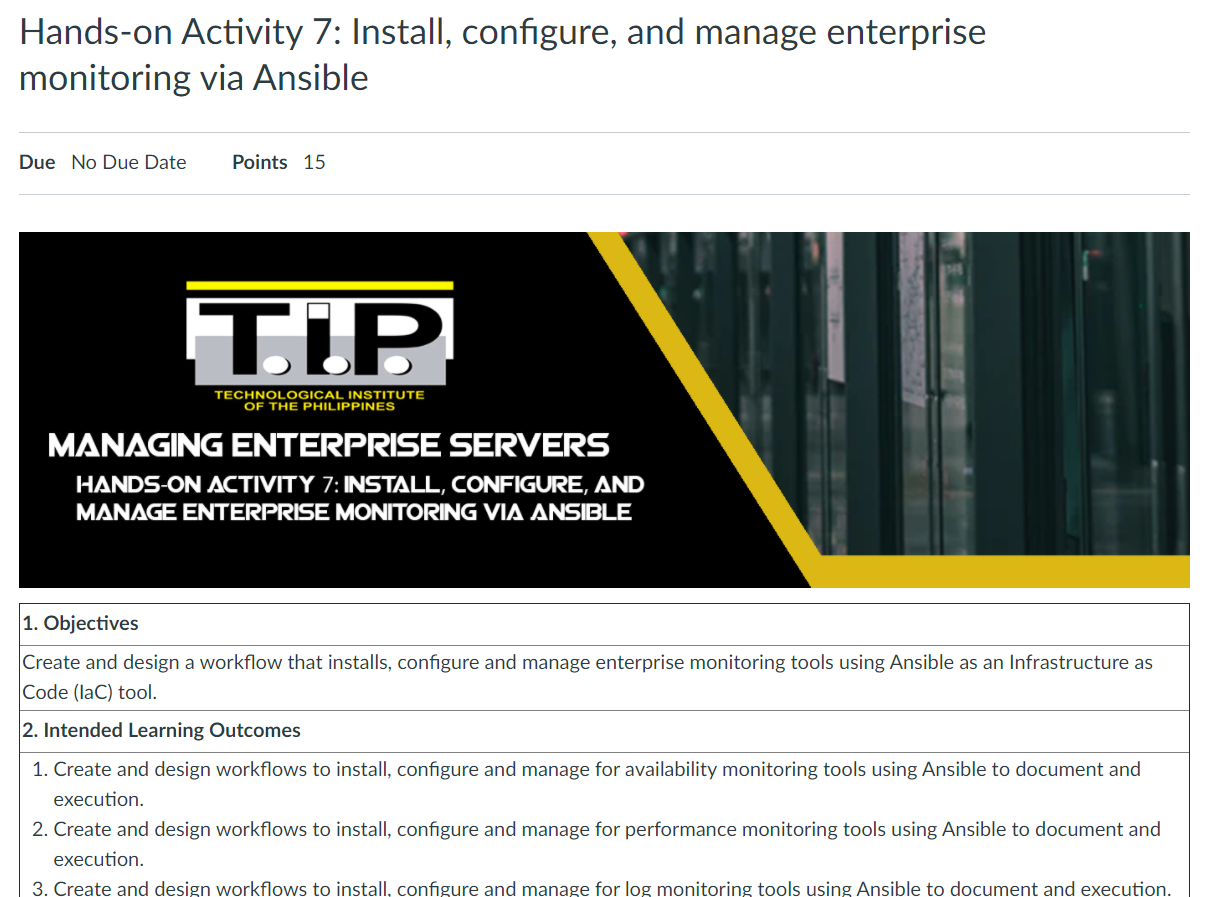 Hands-on Activity 7: Install, configure, and manage enterprise
monitoring via Ansible
Due No Due Date Points 15
T.I.P.
TECHNOLOGICAL INSTITUTE
OF THE PHILIPPINES
MANAGING ENTERPRISE SERVERS
HANDS-ON ACTIVITY 7: INSTALL, CONFIGURE, AND
MANAGE ENTERPRISE MONITORING VIA ANSIBLE
1. Objectives
Create and design a workflow that installs, configure and manage enterprise monitoring tools using Ansible as an Infrastructure as
Code (IaC) tool.
2. Intended Learning Outcomes
1. Create and design workflows to install, configure and manage for availability monitoring tools using Ansible to document and
execution.
2. Create and design workflows to install, configure and manage for performance monitoring tools using Ansible to document and
execution.
3. Create and design workflows to install, configure and manage for log monitoring tools using Ansible to document and execution.